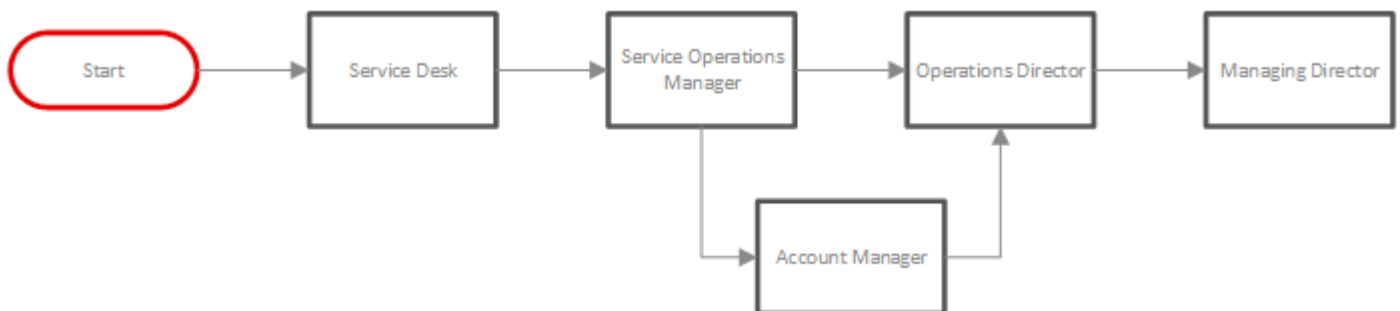 Start
Service Desk
Service Operations
Manager
Operations Director
Managing Director
Account Manager